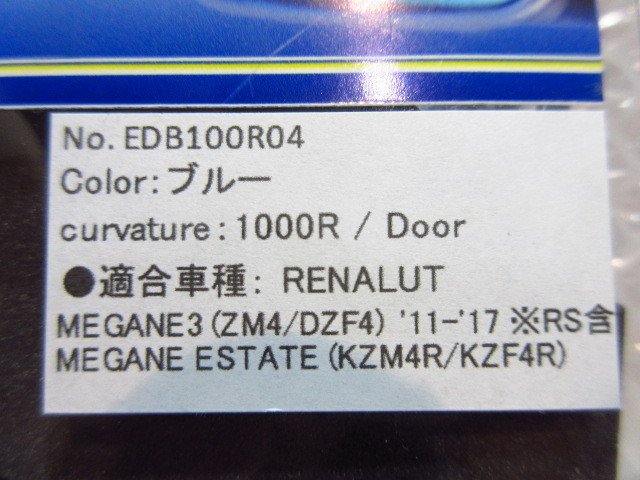 No. EDB100R04
Color: ブルー
curvature : 1000R / Door
●適合車種: RENALUT
MEGANE3 (ZM4/DZF4) '11-'17 ※RS含
MEGANE ESTATE (KZM4R/KZF4R)